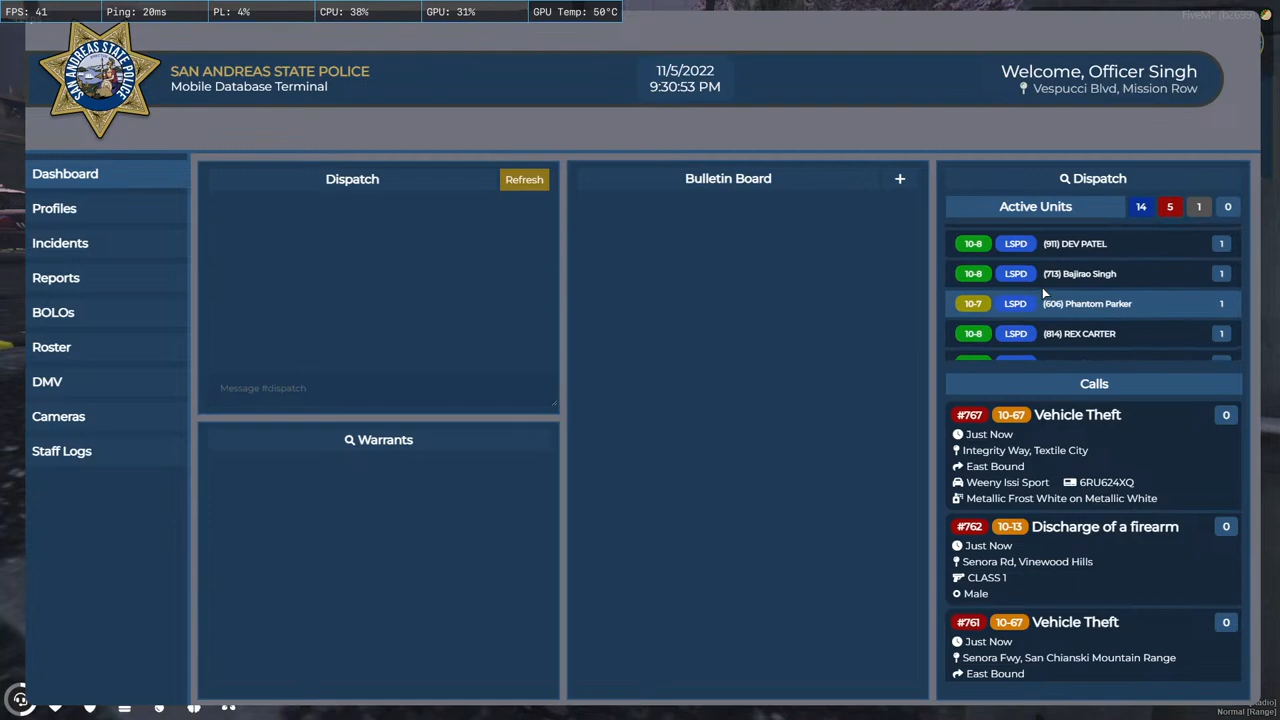 FPS: 41
Ping: 20ms
PL: 4%
CPU: 38%
GPU: 31%
GPU Temp: 50°C
FiveM® (b2699)
SAN ANDREAS STATE POLICE
SAN ANDREAS STATE POLICE
Mobile Database Terminal
11/5/2022
9:30:53 PM
Welcome, Officer Singh
Vespucci Blvd, Mission Row
Dashboard
Profiles
Incidents
Reports
BOLOs
Roster
DMV
Cameras
Staff Logs
Dispatch
Refresh
Message #dispatch
Warrants
Bulletin Board
+
Dispatch
Active Units 14 5 1 0
10-8 LSPD (911) DEV PATEL 1
10-8 LSPD (713) Bajirao Singh 1
10-7 LSPD (606) Phantom Parker 1
10-8 LSPD (814) REX CARTER 1
Calls
#767 10-67 Vehicle Theft 0
Just Now
Integrity Way, Textile City
East Bound
Weeny Issi Sport 6RU624XQ
Metallic Frost White on Metallic White
#762 10-13 Discharge of a firearm 0
Just Now
Senora Rd, Vinewood Hills
CLASS 1
Male
#761 10-67 Vehicle Theft 0
Just Now
Senora Fwy, San Chianski Mountain Range
East Bound
[Radio]
Normal [Range]